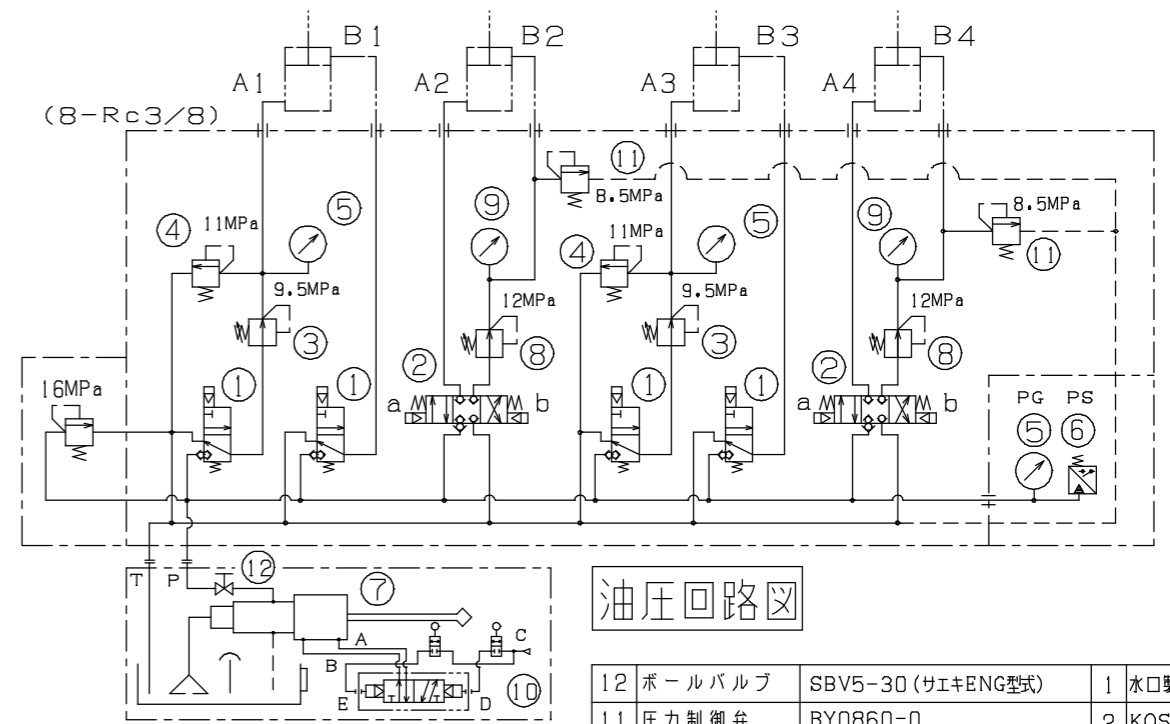 B1 B2 B3 B4
A1 A2 A3 A4
(8-Rc3/8)
⑪
8.5MPa
④ 11MPa ⑤ ⑨ 11MPa ④ ⑤ ⑨ 8.5MPa ⑪
9.5MPa ③ 12MPa ⑧ 9.5MPa ③ 12MPa ⑧
16MPa ① ① ② a b ① ① ② a b
PG PS
⑤ ⑥
T P ⑫ ⑦
A B C
E D ⑩
油圧回路図
12 ボールバルブ SBV5-30(サエキENG型式) 1
11 圧力制御弁 BY0860-0 2